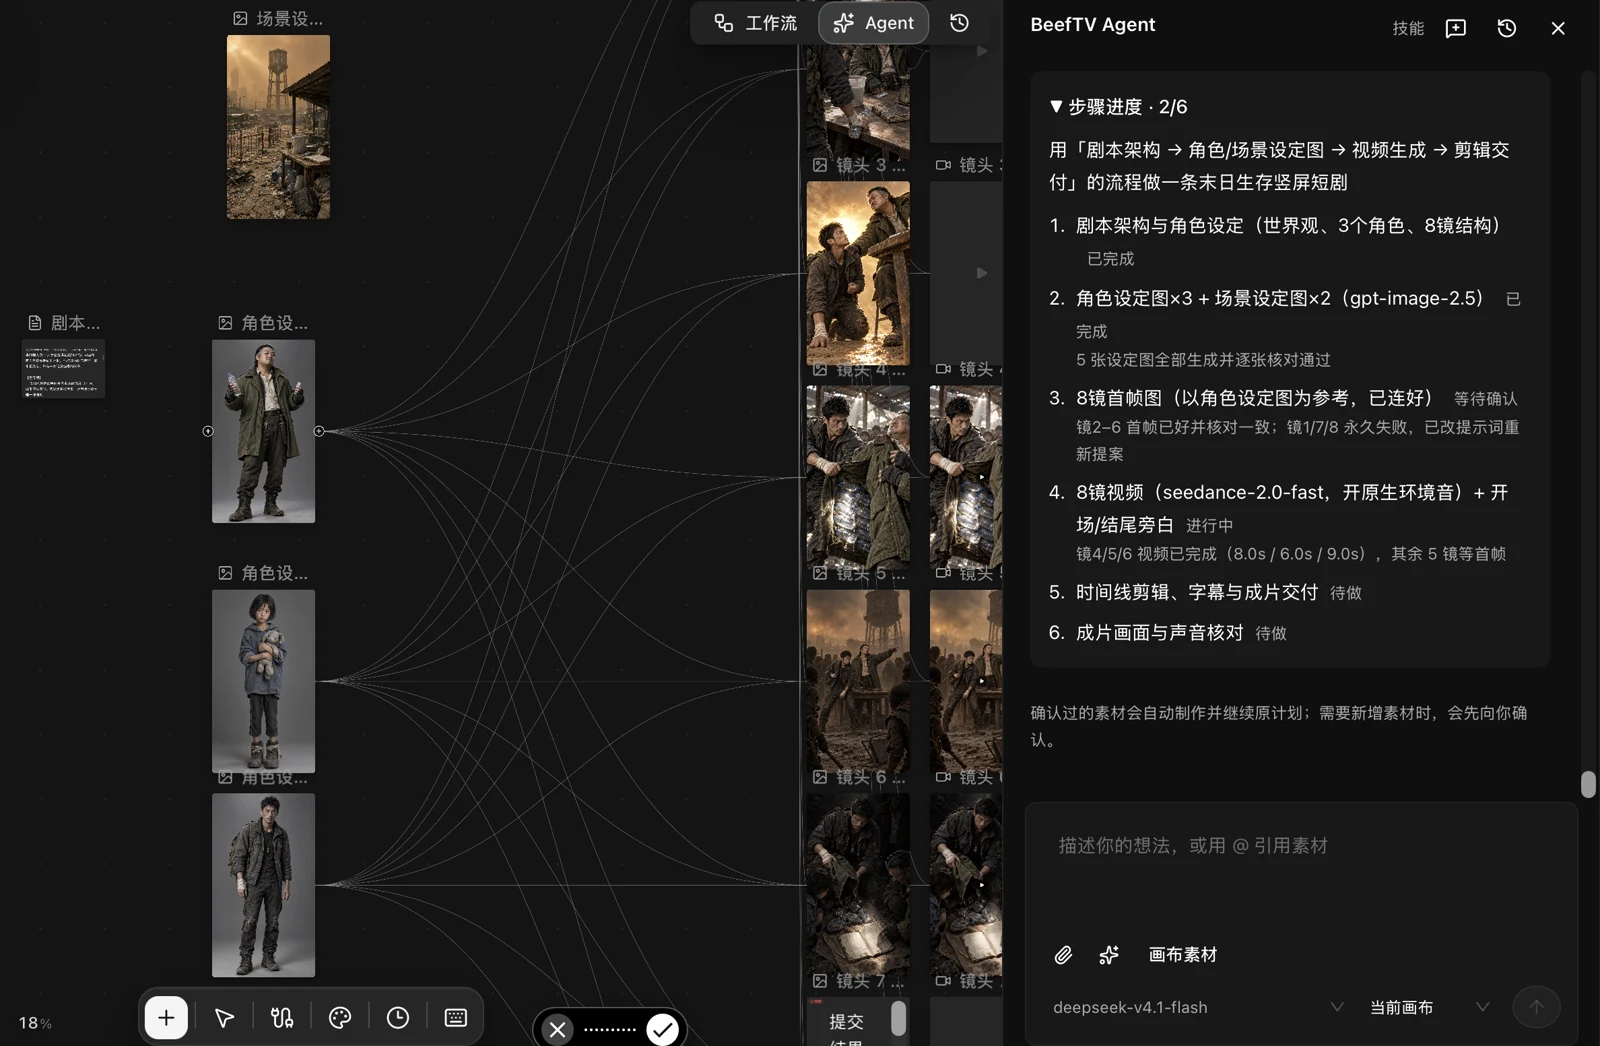 场景设...
剧本...
角色设...
角色设...
角色设...
18%
工作流
Agent
镜头 3 ...
镜头
镜头 4 ...
镜头
镜头 5 ...
镜头
镜头 6 ...
镜头
镜头 7 ...
镜头
提交
BeefTV Agent
技能
▼步骤进度 · 2/6
用「剧本架构 → 角色/场景设定图 → 视频生成 → 剪辑交
付」的流程做一条末日生存竖屏短剧
1. 剧本架构与角色设定（世界观、3个角色、8镜结构）
已完成
2. 角色设定图×3 + 场景设定图×2（gpt-image-2.5） 已
完成
5 张设定图全部生成并逐张核对通过
3. 8镜首帧图（以角色设定图为参考，已连好） 等待确认
镜2–6 首帧已好并核对一致；镜1/7/8 永久失败，已改提示词重
新提案
4. 8镜视频（seedance-2.0-fast，开原生环境音）+ 开
场/结尾旁白 进行中
镜4/5/6 视频已完成（8.0s / 6.0s / 9.0s），其余 5 镜等首帧
5. 时间线剪辑、字幕与成片交付 待做
6. 成片画面与声音核对 待做
确认过的素材会自动制作并继续原计划；需要新增素材时，会先向你确
认。
描述你的想法，或用 @ 引用素材
画布素材
deepseek-v4.1-flash
当前画布